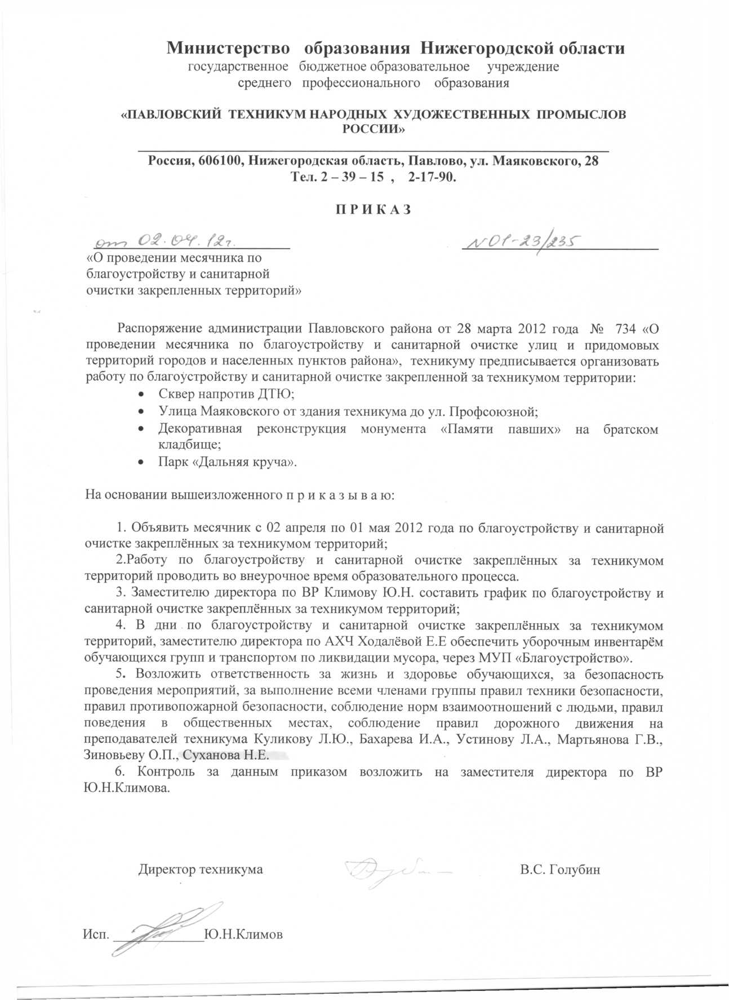 Министерство образования Нижегородской области
государственное бюджетное образовательное учреждение
среднего профессионального образования
«ПАВЛОВСКИЙ ТЕХНИКУМ НАРОДНЫХ ХУДОЖЕСТВЕННЫХ ПРОМЫСЛОВ
РОССИИ»
Россия, 606100, Нижегородская область, Павлово, ул. Маяковского, 28
Тел. 2 – 39 – 15 , 2-17-90.
П Р И К А З
от 02.04.12г. № 01-23/235
«О проведении месячника по
благоустройству и санитарной
очистки закрепленных территорий»
Распоряжение администрации Павловского района от 28 марта 2012 года № 734 «О
проведении месячника по благоустройству и санитарной очистке улиц и придомовых
территорий городов и населенных пунктов района», техникуму предписывается организовать
работу по благоустройству и санитарной очистке закрепленной за техникумом территории:
• Сквер напротив ДТЮ;
• Улица Маяковского от здания техникума до ул. Профсоюзной;
• Декоративная реконструкция монумента «Памяти павших» на братском
кладбище;
• Парк «Дальняя круча».
На основании вышеизложенного п р и к а з ы в а ю:
1. Объявить месячник с 02 апреля по 01 мая 2012 года по благоустройству и санитарной
очистке закреплённых за техникумом территорий;
2.Работу по благоустройству и санитарной очистке закреплённых за техникумом
территорий проводить во внеурочное время образовательного процесса.
3. Заместителю директора по ВР Климову Ю.Н. составить график по благоустройству и
санитарной очистке закреплённых за техникумом территорий;
4. В дни по благоустройству и санитарной очистке закреплённых за техникумом
территорий, заместителю директора по АХЧ Ходалёвой Е.Е обеспечить уборочным инвентарём
обучающихся групп и транспортом по ликвидации мусора, через МУП «Благоустройство».
5. Возложить ответственность за жизнь и здоровье обучающихся, за безопасность
проведения мероприятий, за выполнение всеми членами группы правил техники безопасности,
правил противопожарной безопасности, соблюдение норм взаимоотношений с людьми, правил
поведения в общественных местах, соблюдение правил дорожного движения на
преподавателей техникума Куликову Л.Ю., Бахарева И.А., Устинову Л.А., Мартьянова Г.В.,
Зиновьеву О.П., Суханова Н.Е.
6. Контроль за данным приказом возложить на заместителя директора по ВР
Ю.Н.Климова.
Директор техникума В.С. Голубин
Исп. Ю.Н.Климов